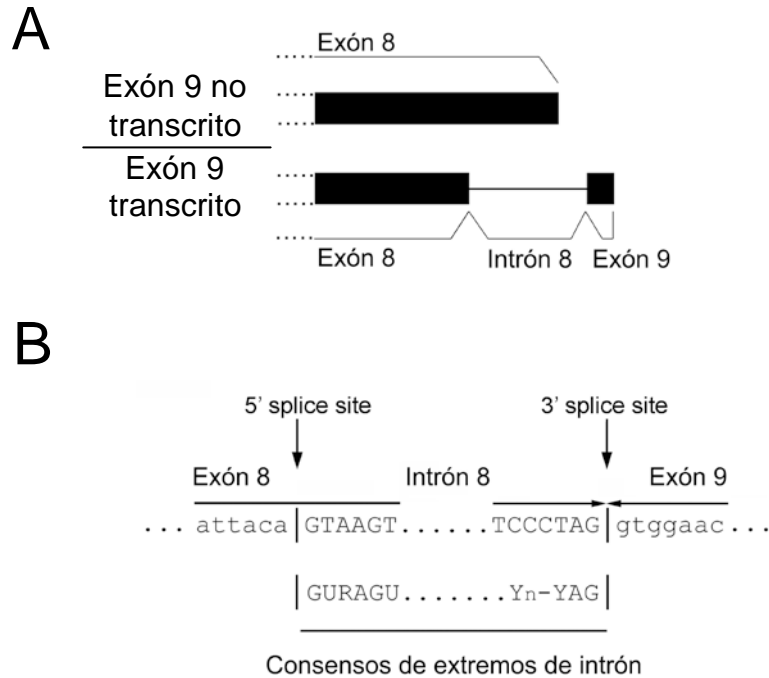 A
Exón 8
Exón 9 no
transcrito
Exón 9
transcrito
Exón 8 Intrón 8 Exón 9
B
5' splice site 3' splice site
Exón 8 Intrón 8 Exón 9
... attaca|GTAAGT......TCCCTAG|gtggaac...
|GURAGU.......Yn-YAG|
Consensos de extremos de intrón